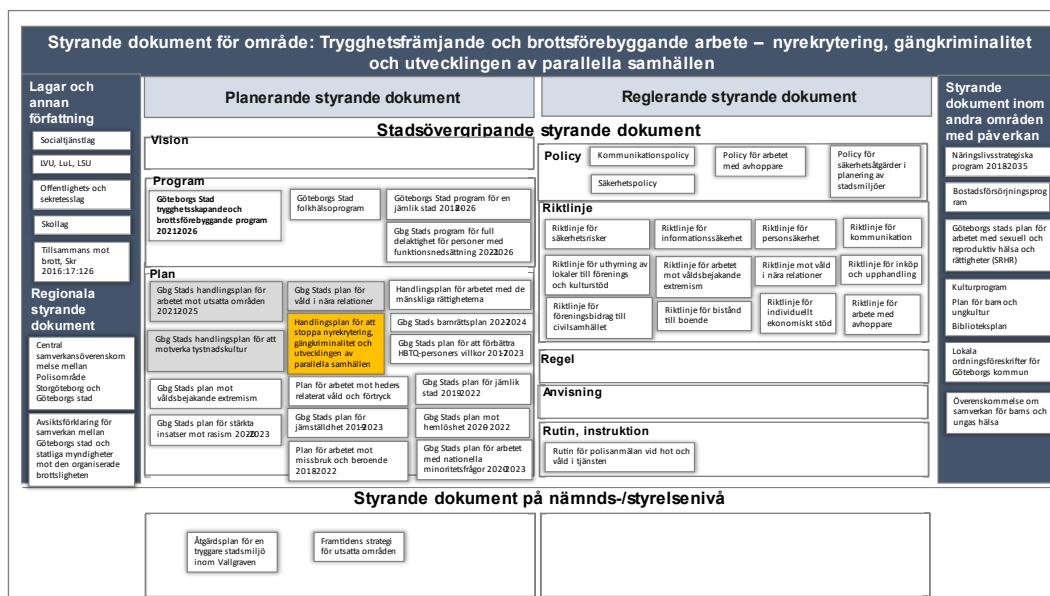 Styrande dokument för område: Trygghetsfrämjande och brottsförebyggande arbete – nyrekrytering, gängkriminalitet
och utvecklingen av parallella samhällen
Lagar och
annan
författning
Socialtjänstlag
LVU, LuL, LSU
Offentlighets- och
sekretesslag
Skollag
Tillsammans mot
brott, Skr
2016:17:126
Regionala
styrande
dokument
Central
samverkansöverenskom
melse mellan
Polisområde
Storgöteborg och
Göteborgs stad
Avsiktsförklaring för
samverkan mellan
Göteborgs stad och
statliga myndigheter
mot den organiserade
brottsligheten
Planerande styrande dokument
Reglerande styrande dokument
Stadsövergripande styrande dokument
Vision
Program
Göteborgs Stad
trygghetsskapande och
brottsförebyggande program
2021-2026
Göteborgs Stad
folkhälsoprogram
Göteborgs Stad program för en
jämlik stad 2018-2026
Gbg Stads program för full
delaktighet för personer med
funktionsnedsättning 2021-2026
Plan
Gbg Stads handlingsplan för
arbetet mot utsatta områden
2021-2025
Gbg Stads handlingsplan för att
motverka tystnadskultur
Gbg Stads plan mot
våldsbejakande extremism
Gbg Stads plan för stärkta
insatser mot rasism 2020-2023
Gbg Stads plan för
våld i nära relationer
Handlingsplan för att
stoppa nyrekrytering,
gängkriminalitet och
utvecklingen av
parallella samhällen
Plan för arbetet mot heders
relaterat våld och förtryck
Gbg Stads plan för
jämställdhet 2019-2023
Plan för arbetet mot
missbruk och beroende
2018-2022
Handlingsplan för arbetet med de
mänskliga rättigheterna
Gbg Stads barnrättsplan 2022-2024
Gbg Stads plan för att förbättra
HBTQ-personers villkor 2017-2023
Gbg Stads plan för jämlik
stad 2019-2022
Gbg Stads plan mot
hemlöshet 2020-2022
Gbg Stads plan för arbetet
med nationella
minoritetsfrågor 2020-2023
Policy
Kommunikationspolicy
Säkerhetspolicy
Policy för arbetet
med avhoppare
Policy för
säkerhetsåtgärder i
planering av
stadsmiljöer
Riktlinje
Riktlinje för
säkerhetsrisker
Riktlinje för
informationssäkerhet
Riktlinje för
personsäkerhet
Riktlinje för
kommunikation
Riktlinje för uthyrning av
lokaler till förenings
och kulturstöd
Riktlinje för arbetet
mot våldsbejakande
extremism
Riktlinje mot våld
i nära relationer
Riktlinje för inköp
och upphandling
Riktlinje för
föreningsbidrag till
civilsamhället
Riktlinje för bistånd
till boende
Riktlinje för
individuellt
ekonomiskt stöd
Riktlinje för
arbete med
avhoppare
Regel
Anvisning
Rutin, instruktion
Rutin för polisanmälan vid hot och
våld i tjänsten
Styrande
dokument inom
andra områden
med påverkan
Näringslivsstrategiska
program 2018-2035
Bostadsförsörjningsprog
ram
Göteborgs stads plan för
arbetet med sexuell och
reproduktiv hälsa och
rättigheter (SRHR)
Kulturprogram
Plan för barn- och
ungkultur
Biblioteksplan
Lokala
ordningsföreskrifter för
Göteborgs kommun
Överenskommelse om
samverkan för barns och
ungas hälsa
Styrande dokument på nämnds-/styrelsenivå
Åtgärdsplan för en
tryggare stadsmiljö
inom Vallgraven
Framtidens strategi
för utsatta områden